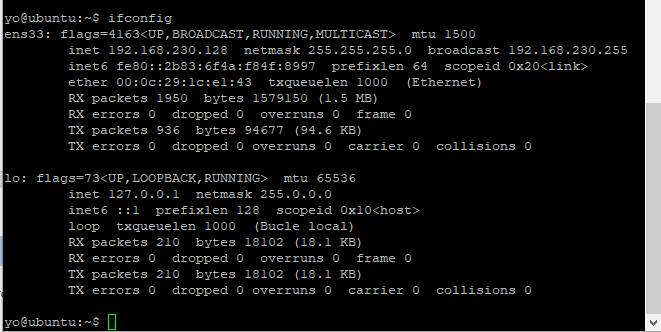 yo@ubuntu:~$ ifconfig
ens33: flags=4163<UP,BROADCAST,RUNNING,MULTICAST>  mtu 1500
        inet 192.168.230.128  netmask 255.255.255.0  broadcast 192.168.230.255
        inet6 fe80::2b83:6f4a:f84f:8997  prefixlen 64  scopeid 0x20<link>
        ether 00:0c:29:1c:e1:43  txqueuelen 1000  (Ethernet)
        RX packets 1950  bytes 1579150 (1.5 MB)
        RX errors 0  dropped 0  overruns 0  frame 0
        TX packets 936  bytes 94677 (94.6 KB)
        TX errors 0  dropped 0 overruns 0  carrier 0  collisions 0

lo: flags=73<UP,LOOPBACK,RUNNING>  mtu 65536
        inet 127.0.0.1  netmask 255.0.0.0
        inet6 ::1  prefixlen 128  scopeid 0x10<host>
        loop  txqueuelen 1000  (Bucle local)
        RX packets 210  bytes 18102 (18.1 KB)
        RX errors 0  dropped 0  overruns 0  frame 0
        TX packets 210  bytes 18102 (18.1 KB)
        TX errors 0  dropped 0 overruns 0  carrier 0  collisions 0

yo@ubuntu:~$